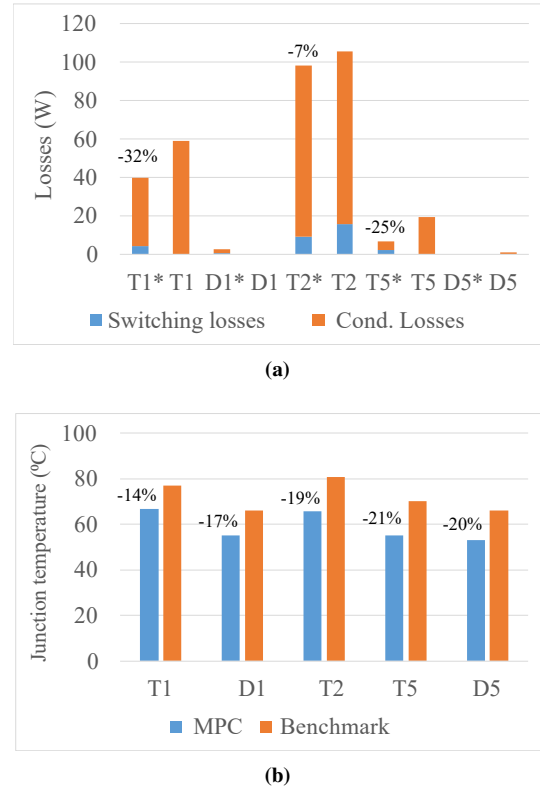 120
100
80
60
40
20
0
Losses (W)
-32%
-7%
-25%
T1* T1 D1* D1 T2* T2 T5* T5 D5* D5
Switching losses Cond. Losses
(a)
100
80
60
40
20
0
Junction temperature (ºC)
-14%
-17%
-19%
-21%
-20%
T1 D1 T2 T5 D5
MPC Benchmark
(b)